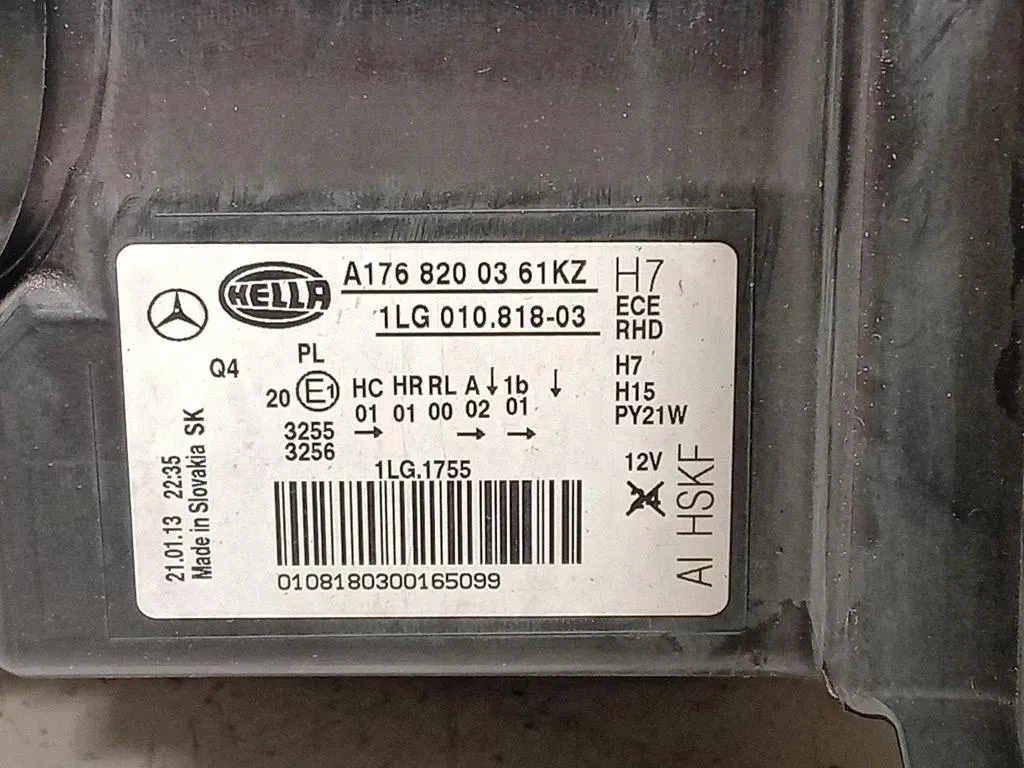 HELLA
A176 820 03 61KZ
1LG 010.818-03
H7
ECE
RHD
Q4
PL
20 E1
HC HR RL A 1b
01 01 00 02 01
3255 →
3256
→ →
↓ ↓
H7
H15
PY21W
12V
24
1LG.1755
0108180300165099
21.01.13 22:35
Made in Slovakia SK
AI HSKF